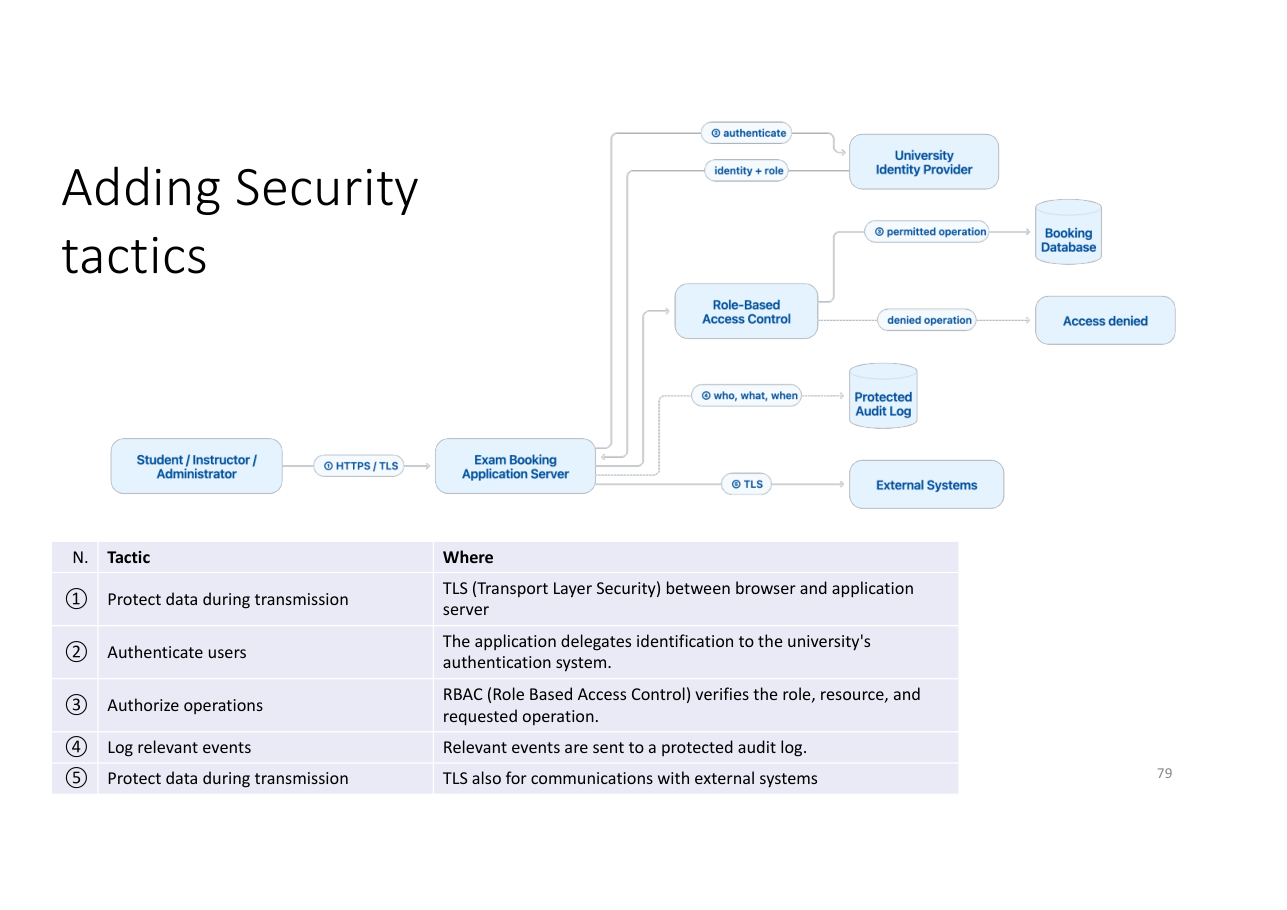 Adding Security
tactics
② authenticate
identity + role
University
Identity Provider
③ permitted operation
Booking
Database
Role-Based
Access Control
denied operation
Access denied
④ who, what, when
Protected
Audit Log
Student / Instructor /
Administrator
① HTTPS / TLS
Exam Booking
Application Server
⑤ TLS
External Systems
N. Tactic Where
① Protect data during transmission TLS (Transport Layer Security) between browser and application
server
② Authenticate users The application delegates identification to the university's
authentication system.
③ Authorize operations RBAC (Role Based Access Control) verifies the role, resource, and
requested operation.
④ Log relevant events Relevant events are sent to a protected audit log.
⑤ Protect data during transmission TLS also for communications with external systems
79